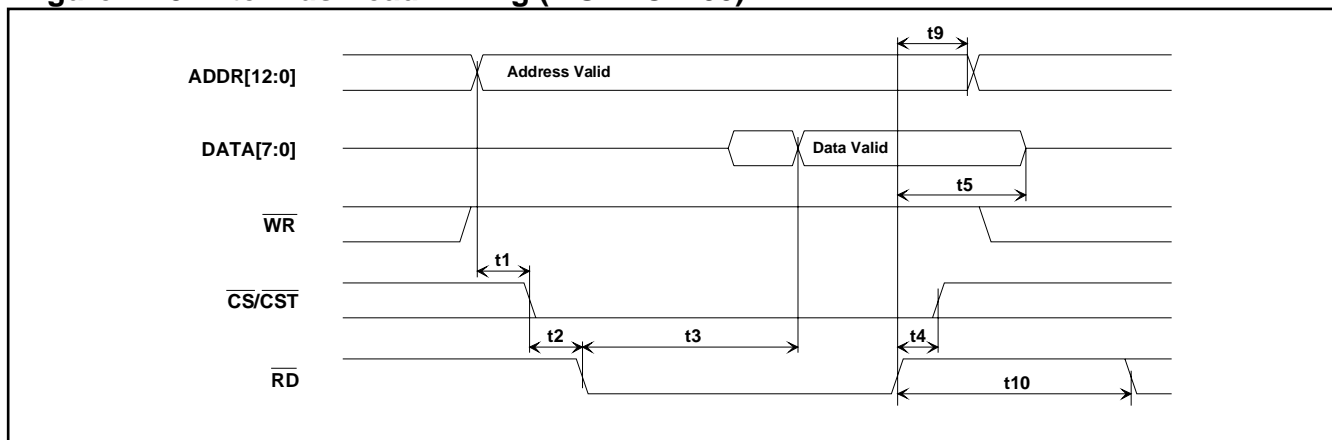 t9
ADDR[12:0]
Address Valid
DATA[7:0]
Data Valid
t5
WR
t1
CS/CST
t2
t3
t4
RD
t10